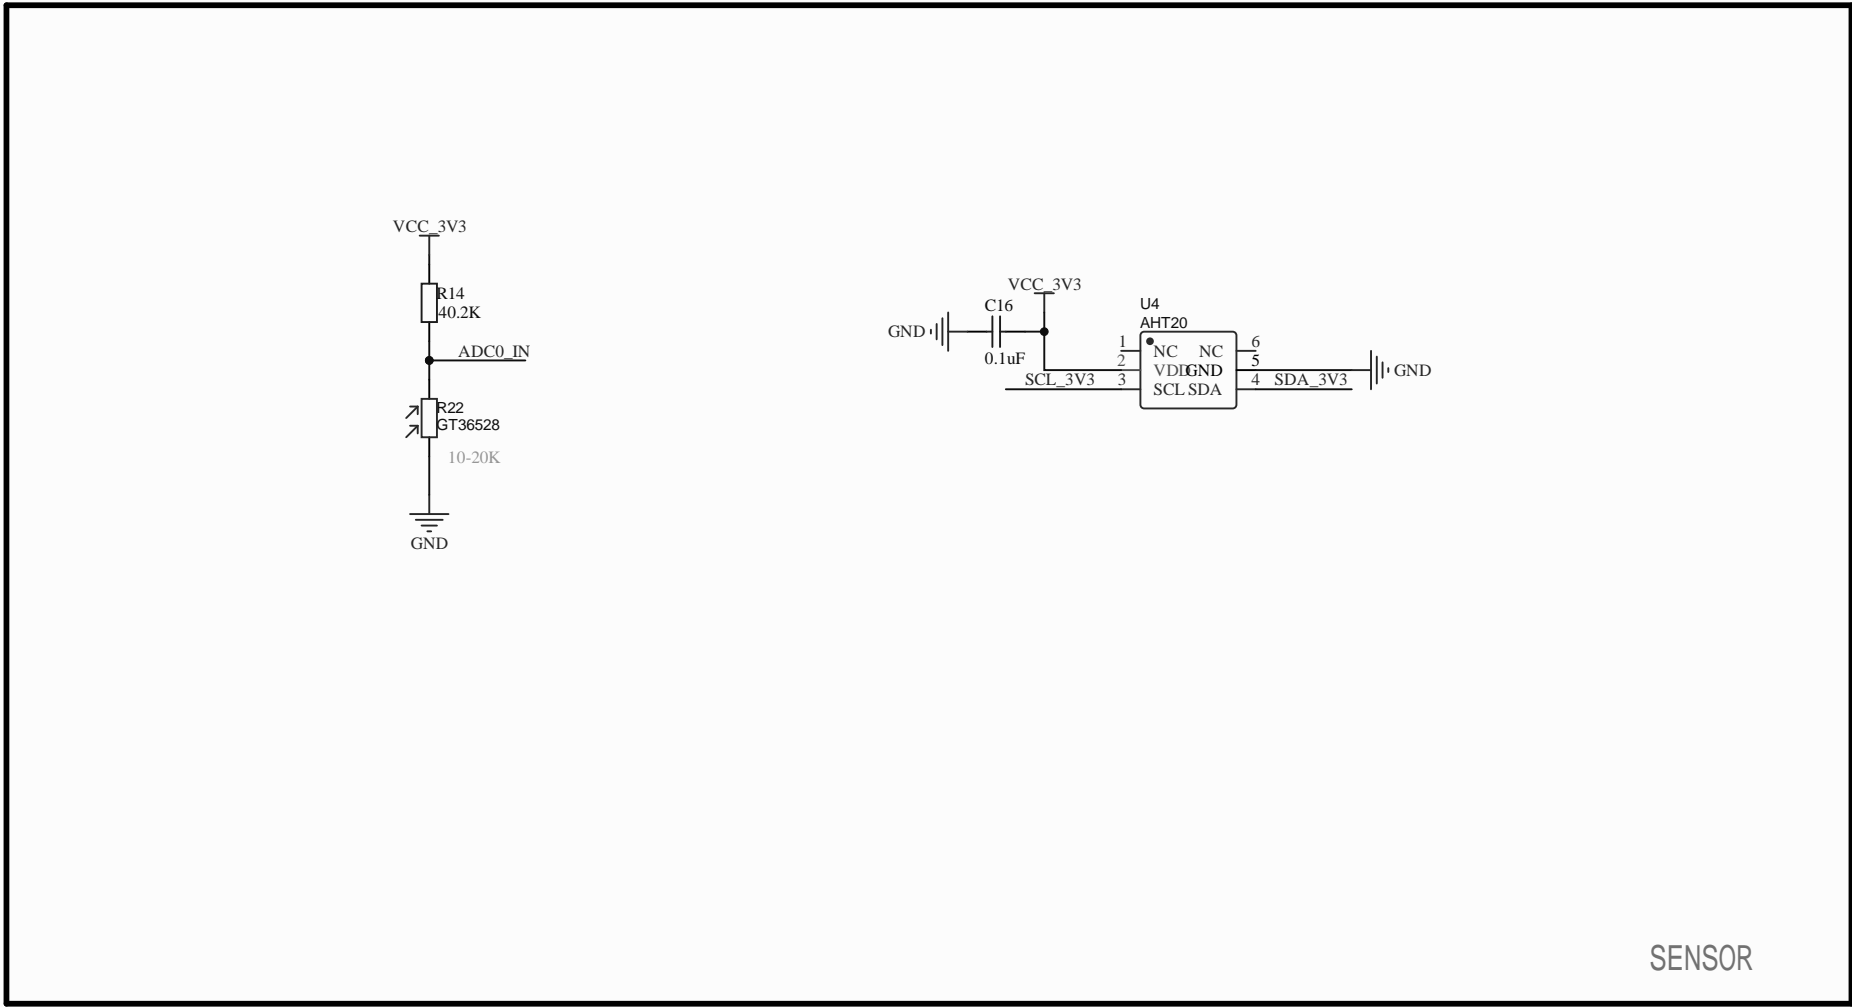 VCC_3V3
R14
40.2K
ADC0_IN
R22
GT36528
10-20K
GND
VCC_3V3
C16
GND
0.1uF
U4
AHT20
1 NC NC 6
2 VDD GND 5
GND
SCL_3V3 3 SCL SDA 4 SDA_3V3
SENSOR